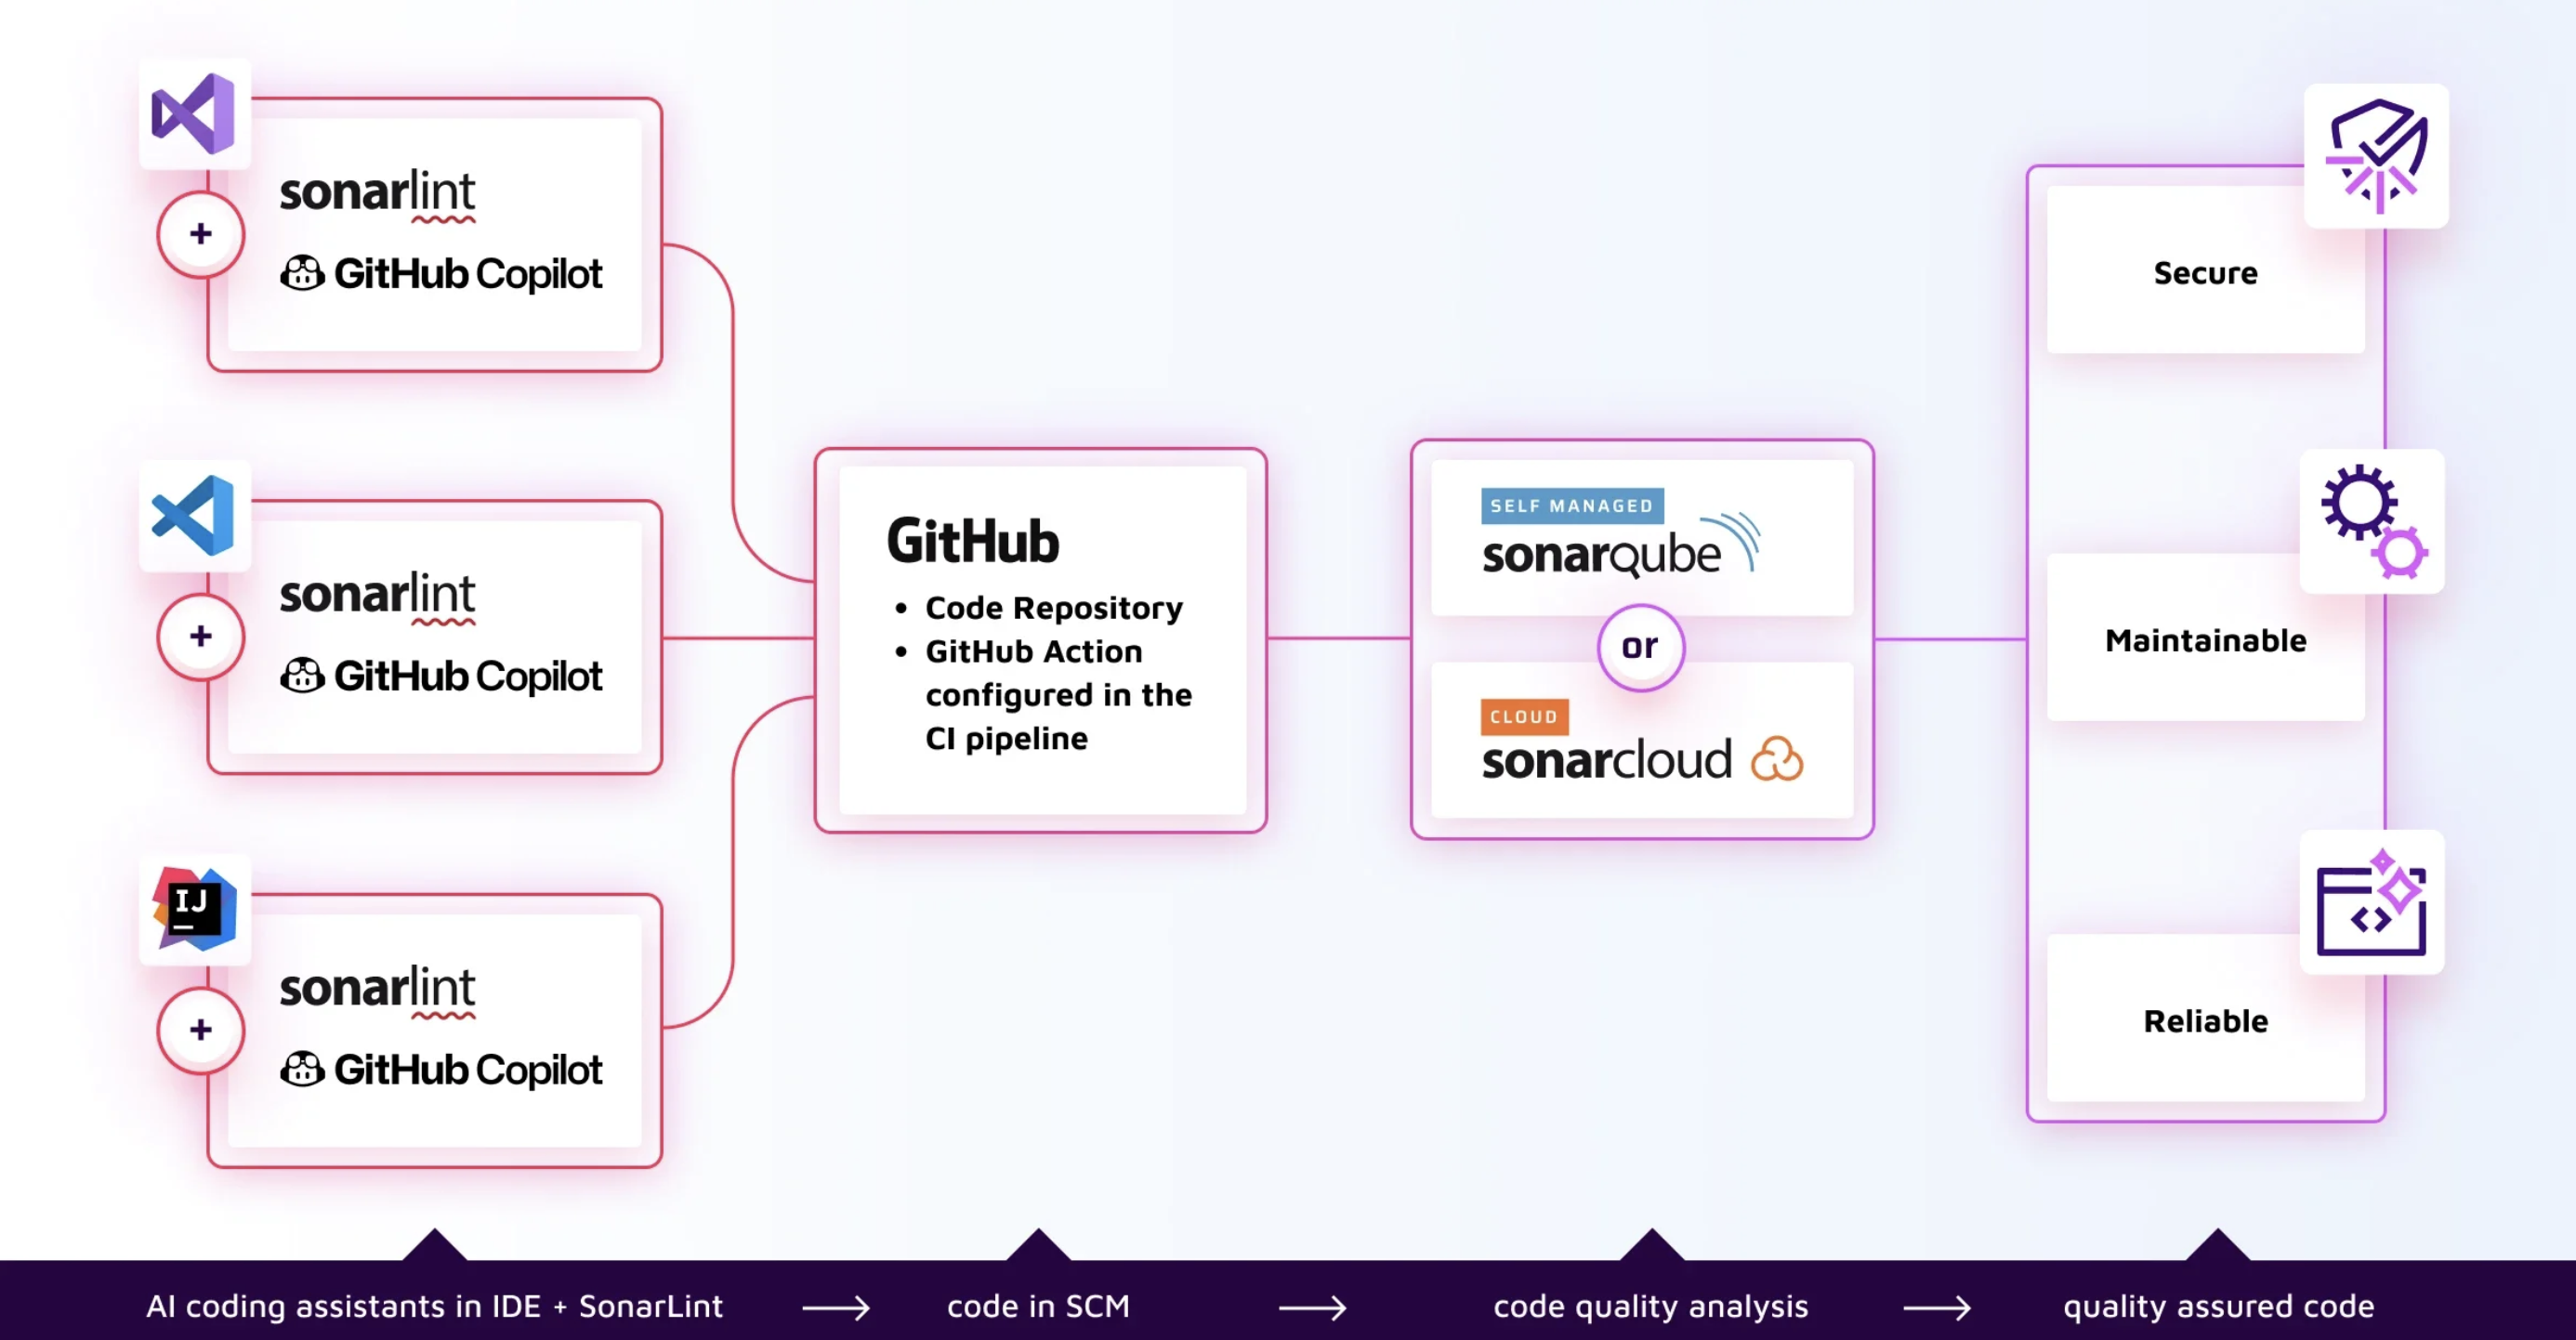 +
sonarlint
GitHub Copilot
+
sonarlint
GitHub Copilot
IJ
+
sonarlint
GitHub Copilot
GitHub
• Code Repository
• GitHub Action
configured in the
CI pipeline
SELF MANAGED
sonarqube
or
CLOUD
sonarcloud
Secure
Maintainable
Reliable
AI coding assistants in IDE + SonarLint → code in SCM → code quality analysis → quality assured code